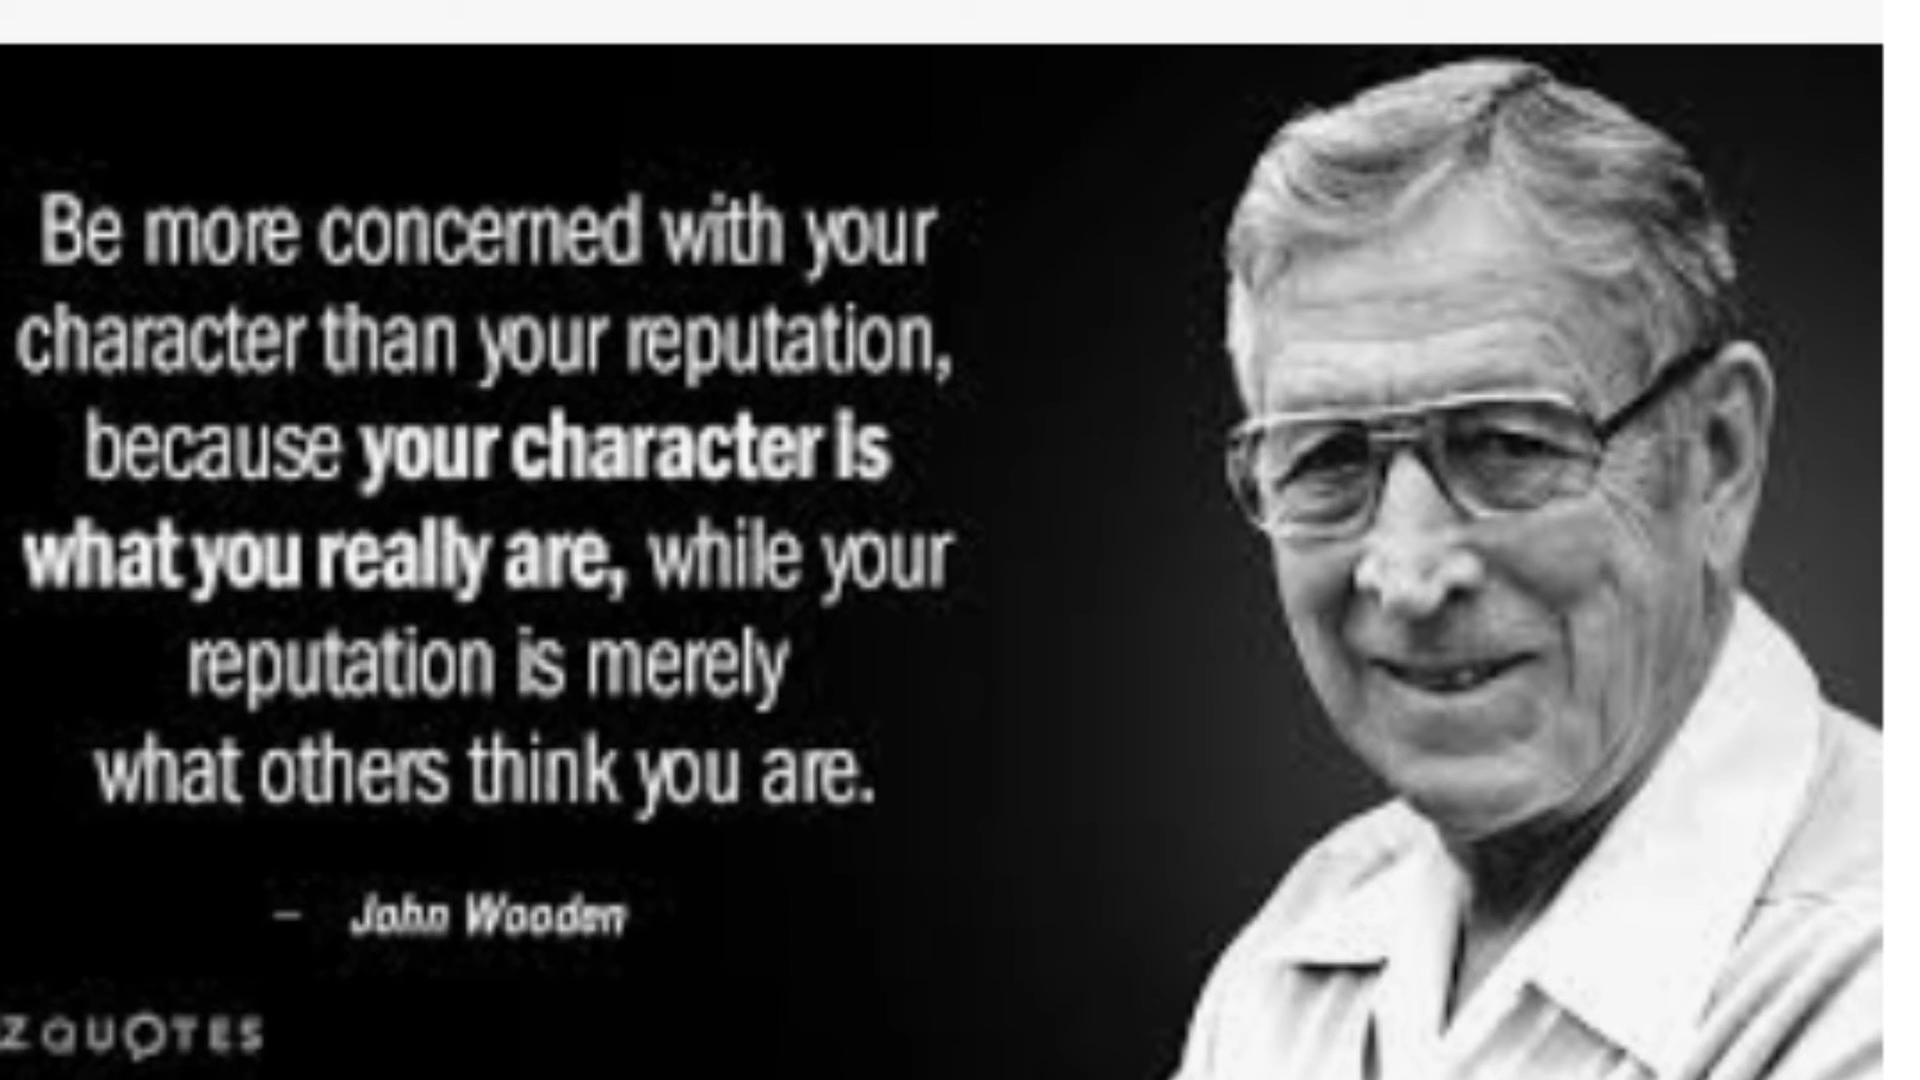 Be more concerned with your
character than your reputation,
because your character is
what you really are, while your
reputation is merely
what others think you are.
– John Wooden
Z QUOTES